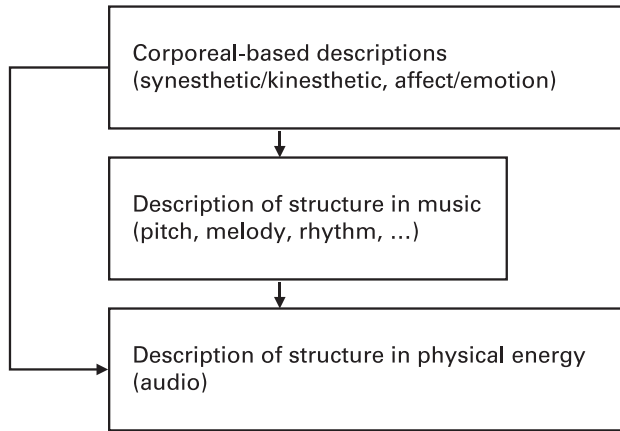 Corporeal-based descriptions
(synesthetic/kinesthetic, affect/emotion)
Description of structure in music
(pitch, melody, rhythm, …)
Description of structure in physical energy
(audio)